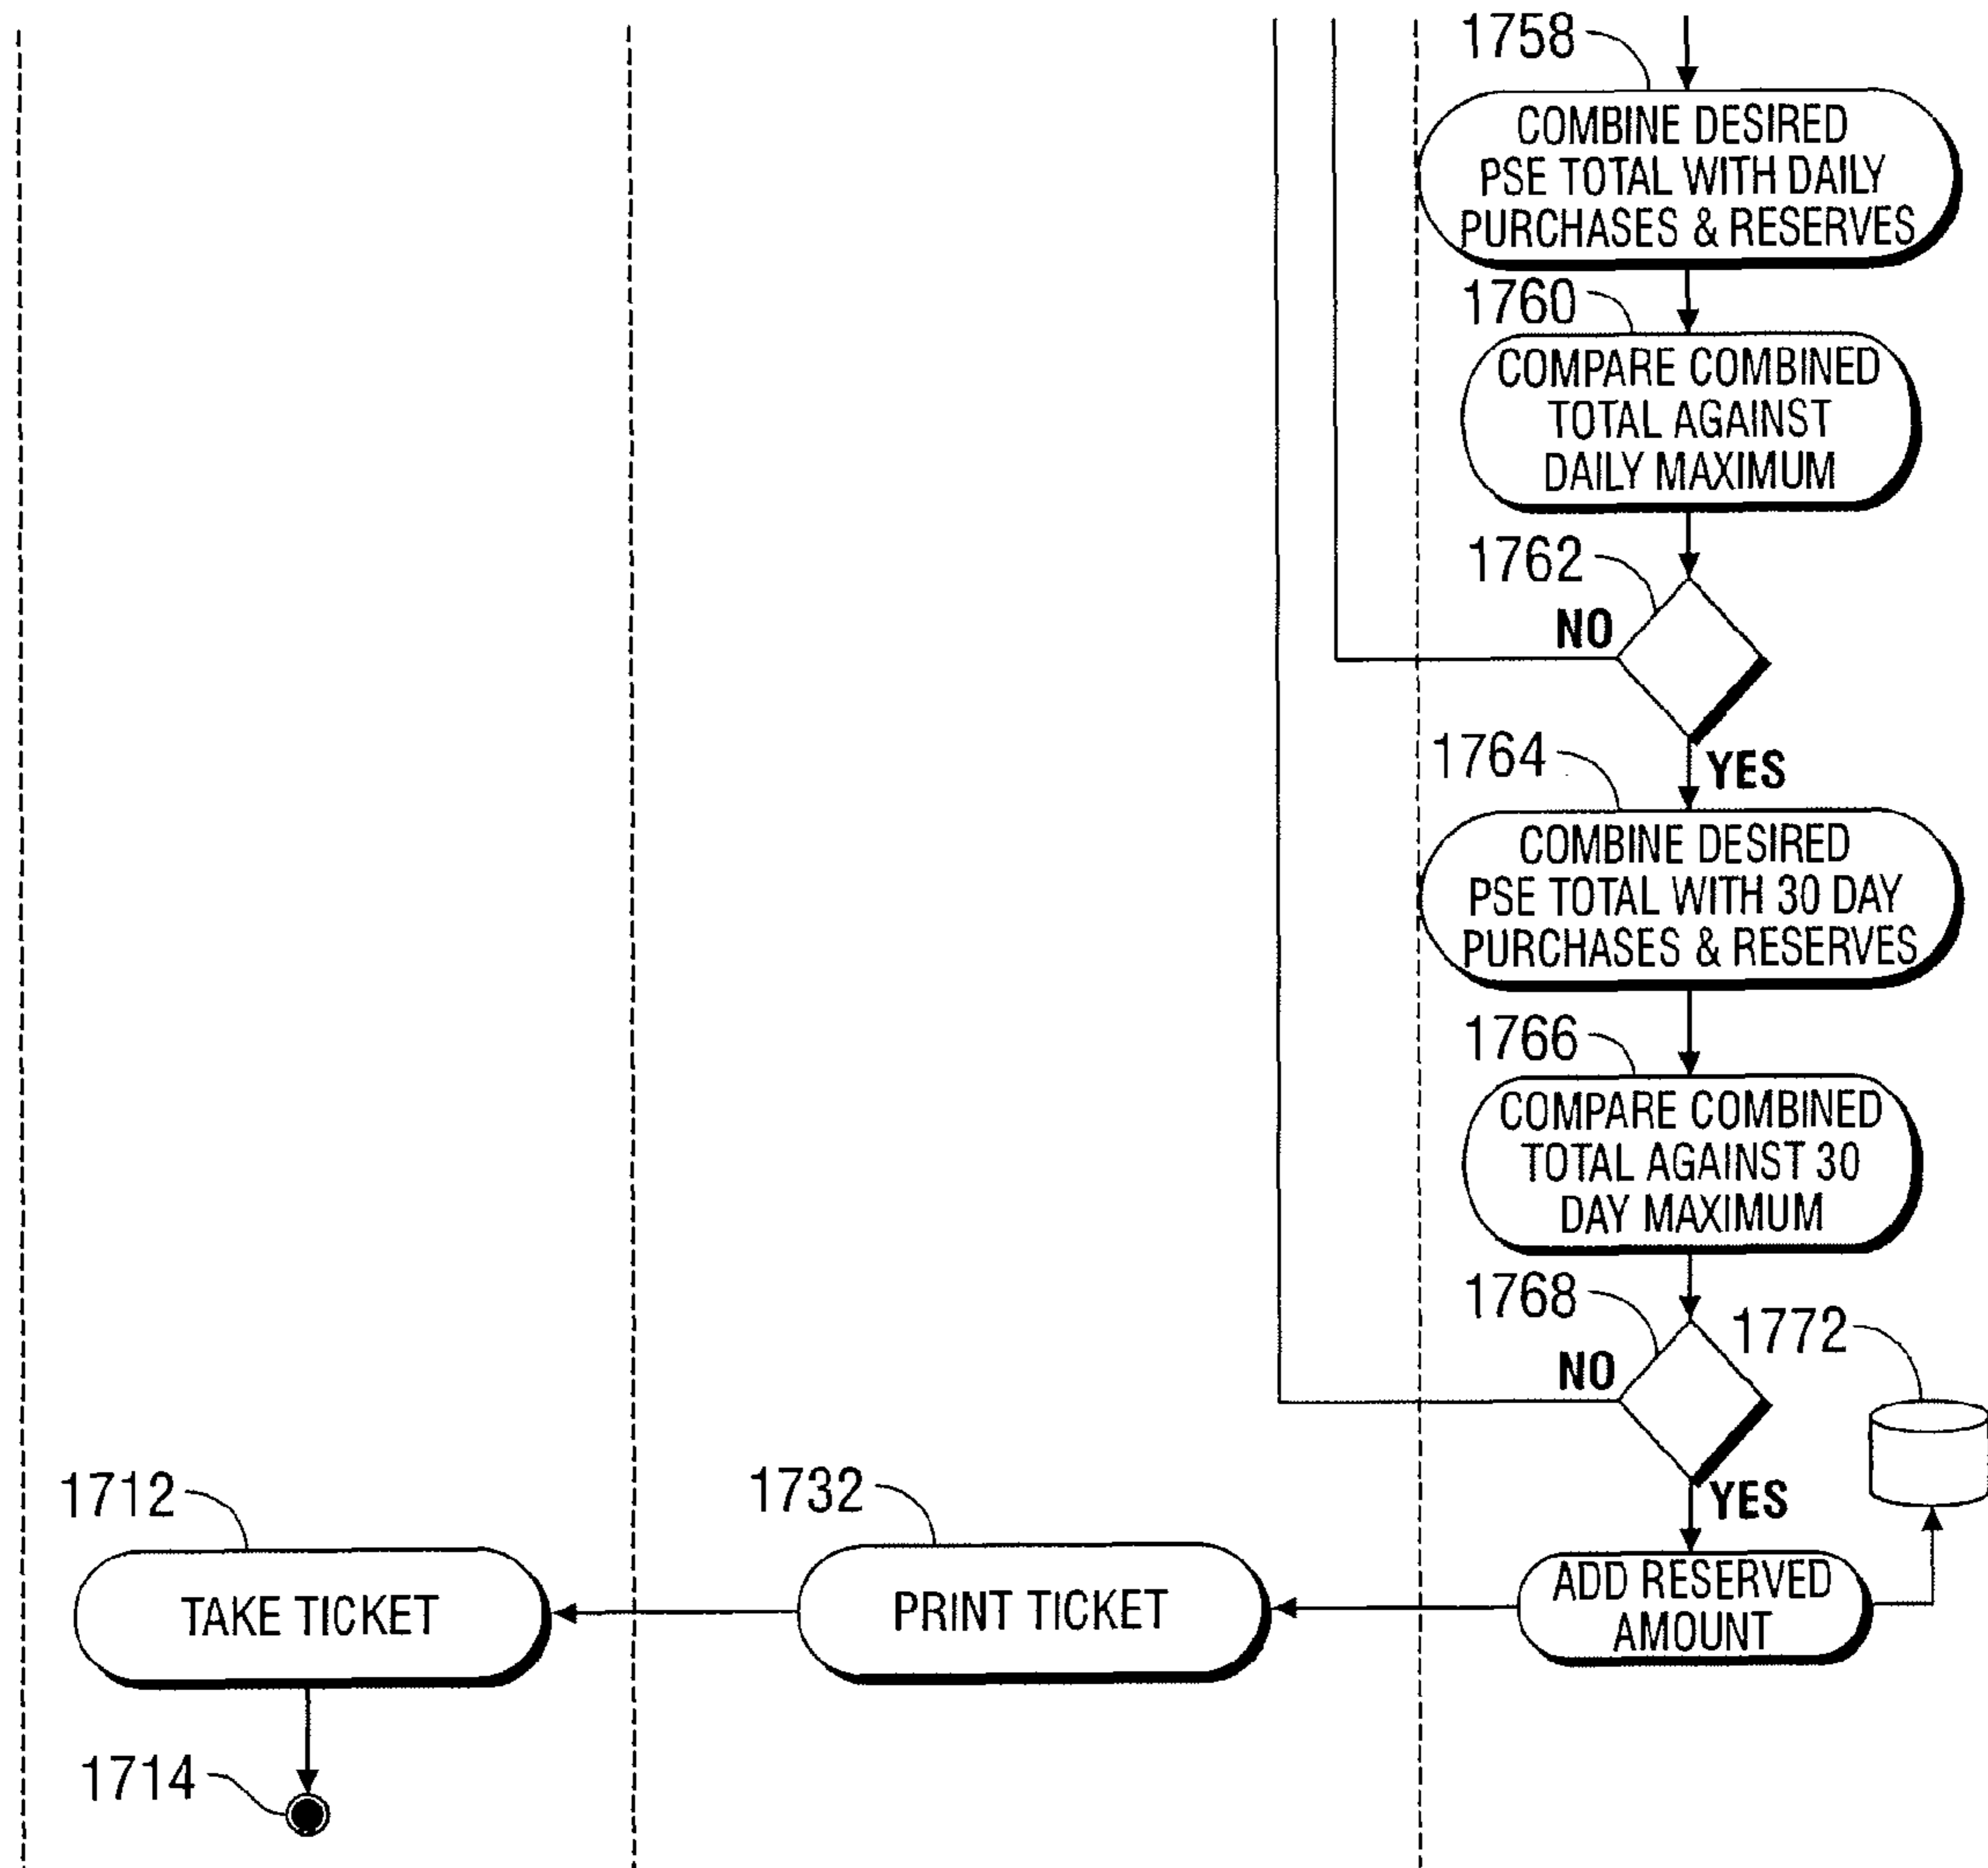 1758
COMBINE DESIRED
PSE TOTAL WITH DAILY
PURCHASES & RESERVES
1760
COMPARE COMBINED
TOTAL AGAINST
DAILY MAXIMUM
1762
NO
YES
1764
COMBINE DESIRED
PSE TOTAL WITH 30 DAY
PURCHASES & RESERVES
1766
COMPARE COMBINED
TOTAL AGAINST 30
DAY MAXIMUM
1768
1772
NO
YES
1712
1732
TAKE TICKET
PRINT TICKET
ADD RESERVED
AMOUNT
1714